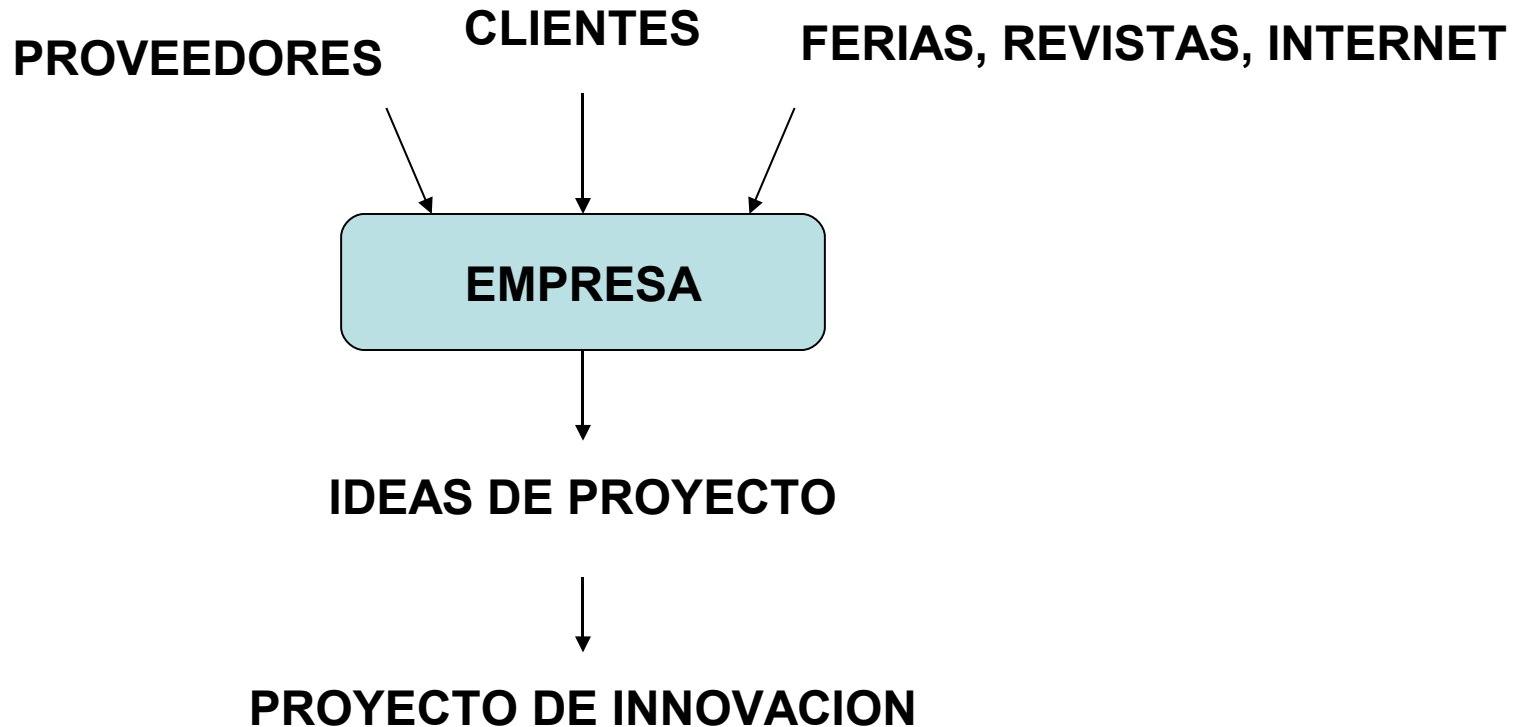 PROVEEDORES
CLIENTES
FERIAS, REVISTAS, INTERNET
EMPRESA
IDEAS DE PROYECTO
PROYECTO DE INNOVACION